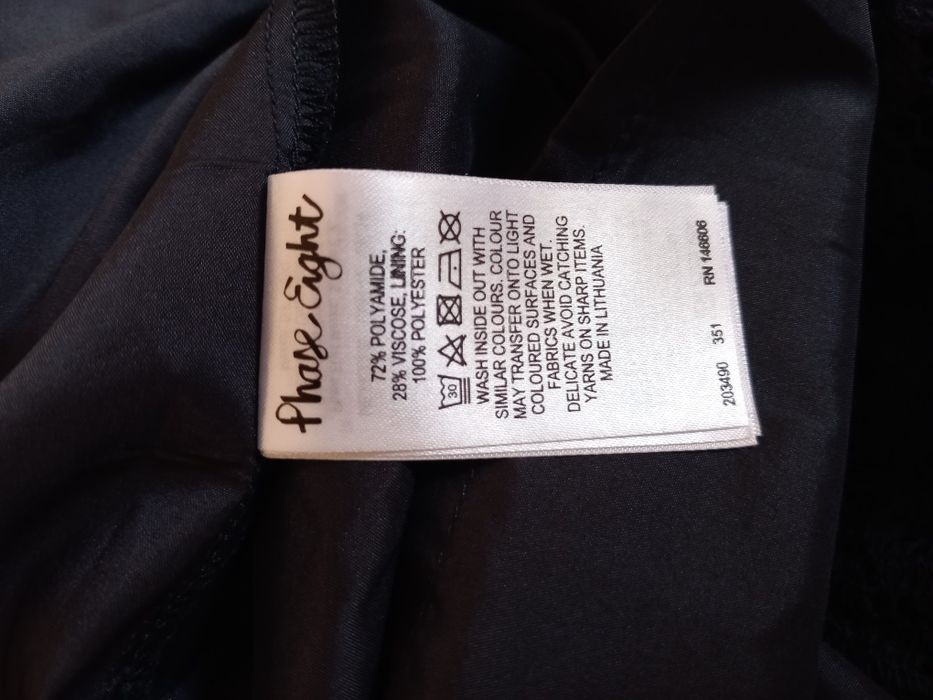 Phase Eight
72% POLYAMIDE,
28% VISCOSE, LINING:
100% POLYESTER
30
WASH INSIDE OUT WITH
SIMILAR COLOURS. COLOUR
MAY TRANSFER ONTO LIGHT
COLOURED SURFACES AND
FABRICS WHEN WET.
DELICATE AVOID CATCHING
YARNS ON SHARP ITEMS.
MADE IN LITHUANIA
RN 146606
203490 351